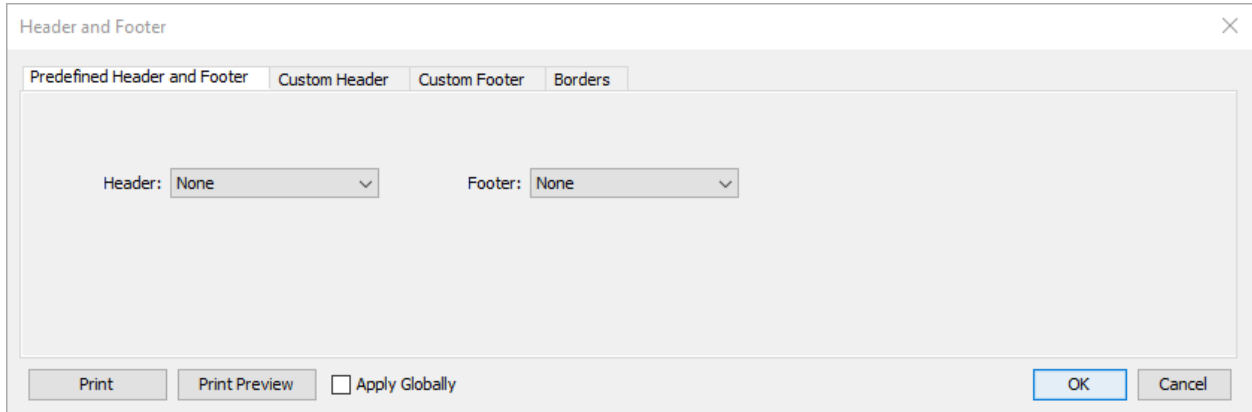 Header and Footer
Predefined Header and Footer Custom Header Custom Footer Borders
Header: None Footer: None
Print Print Preview Apply Globally OK Cancel